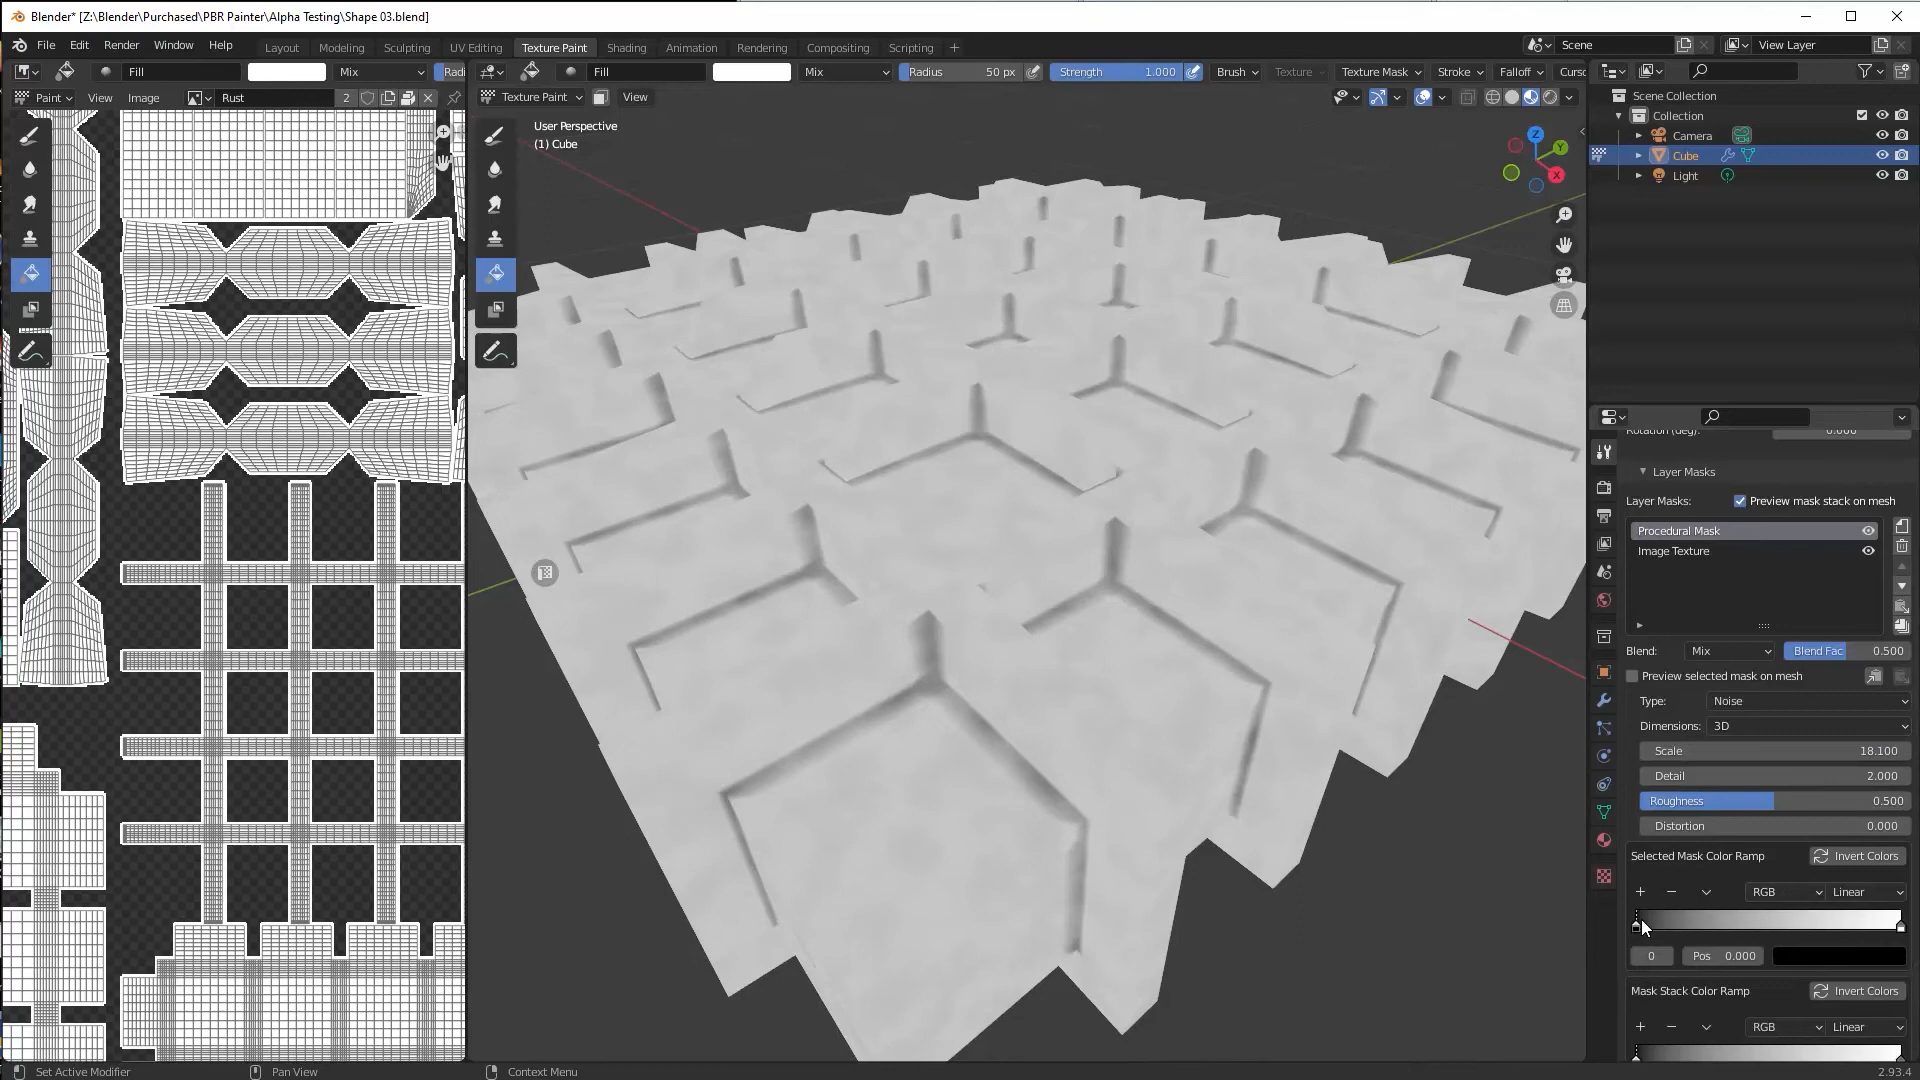 Blender* [Z:\Blender\Purchased\PBR Painter\Alpha Testing\Shape 03.blend]
File Edit Render Window Help Layout Modeling Sculpting UV Editing Texture Paint Shading Animation Rendering Compositing Scripting + Scene View Layer
Fill Mix Radi Fill Mix Radius 50 px Strength 1.000 Brush Texture Texture Mask Stroke Falloff Curso
Paint View Image Rust 2 Texture Paint View
User Perspective
(1) Cube
Z
Y
X
Scene Collection
Collection
Camera
Cube
Light
Rotation (deg): 0.000
Layer Masks
Layer Masks: Preview mask stack on mesh
Procedural Mask
Image Texture
Blend: Mix Blend Fac 0.500
Preview selected mask on mesh
Type: Noise
Dimensions: 3D
Scale 18.100
Detail 2.000
Roughness 0.500
Distortion 0.000
Selected Mask Color Ramp Invert Colors
RGB Linear
0 Pos 0.000
Mask Stack Color Ramp Invert Colors
RGB Linear
Set Active Modifier Pan View Context Menu 2.93.4